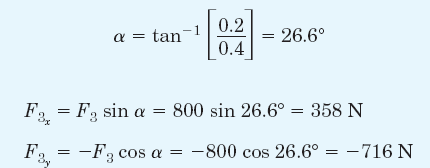 α = tan⁻¹ [0.2/0.4] = 26.6°
F₃ₓ = F₃ sin α = 800 sin 26.6° = 358 N
F₃ᵧ = −F₃ cos α = −800 cos 26.6° = −716 N